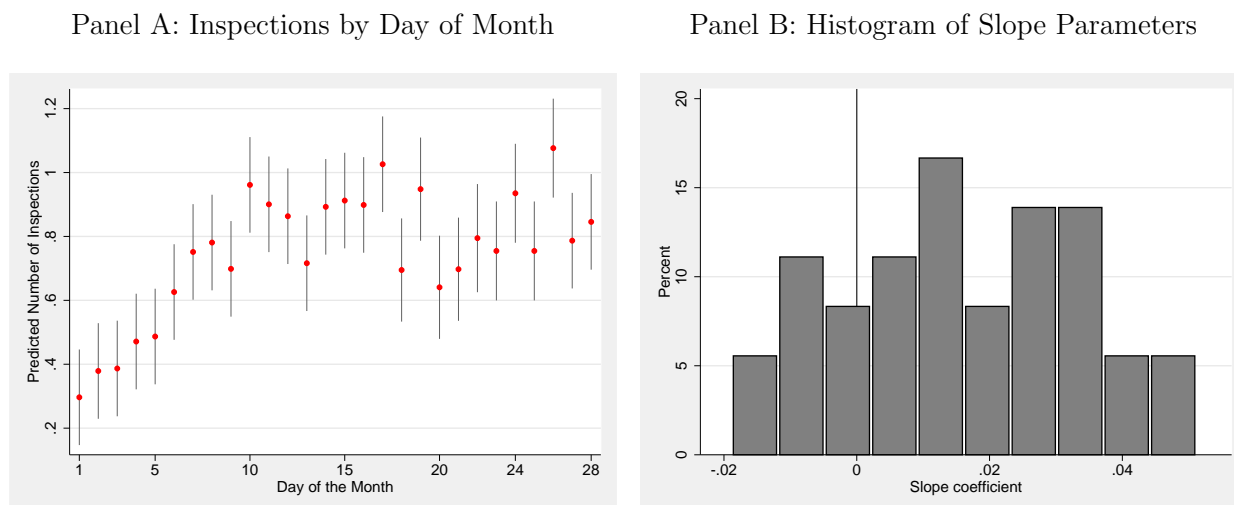 Panel A: Inspections by Day of Month
Predicted Number of Inspections
1.2
1
.8
.6
.4
.2
1 5 10 15 20 24 28
Day of the Month
Panel B: Histogram of Slope Parameters
Percent
20
15
10
5
0
-.02 0 .02 .04
Slope coefficient